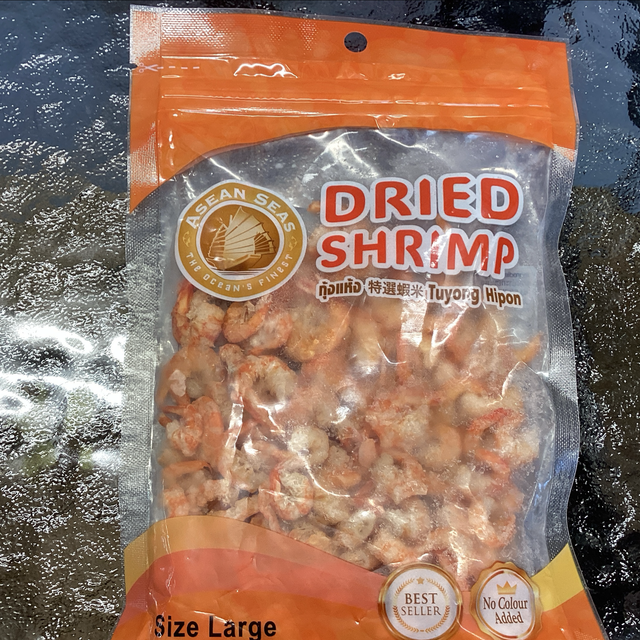 ASEAN SEAS
THE OCEAN'S FINEST
DRIED
SHRIMP
กุ้งแห้ง 特選蝦米 Tuyong Hipon
Size Large
BEST
SELLER
No Colour
Added